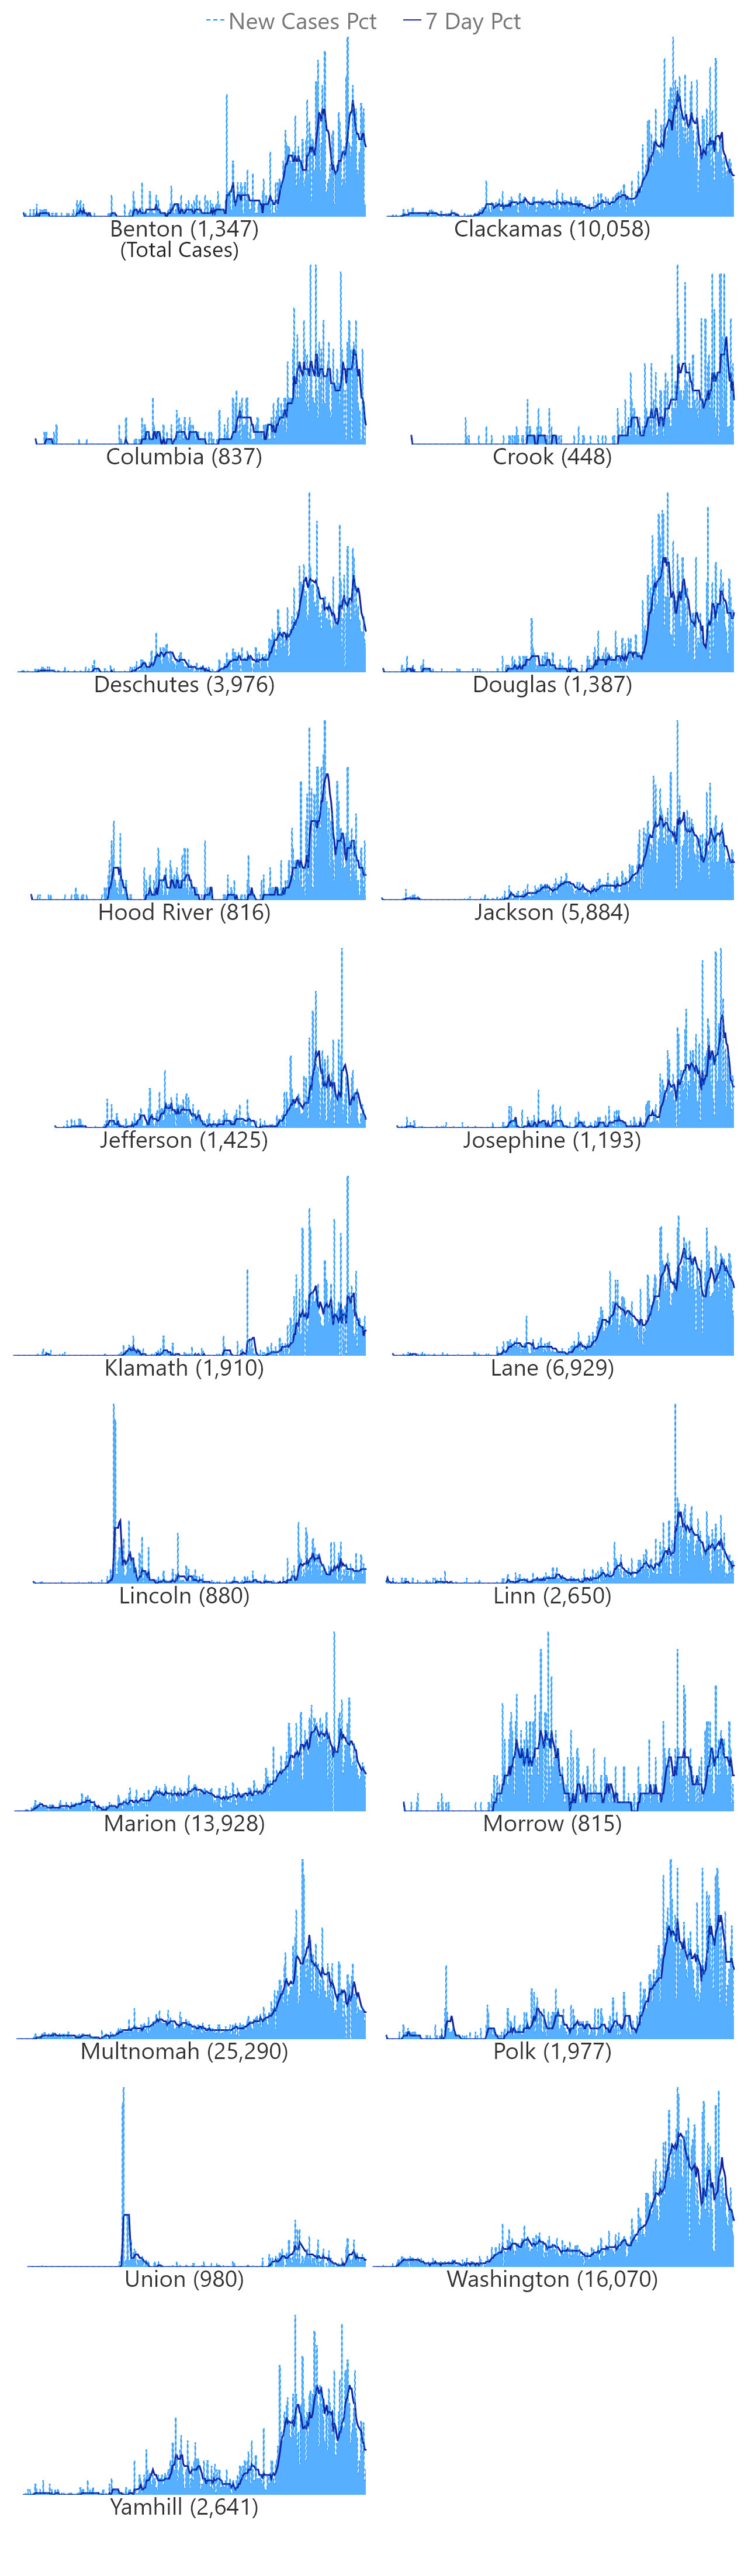 New Cases Pct 7 Day Pct
Benton (1,347) Clackamas (10,058)
(Total Cases)
Columbia (837) Crook (448)
Deschutes (3,976) Douglas (1,387)
Hood River (816) Jackson (5,884)
Jefferson (1,425) Josephine (1,193)
Klamath (1,910) Lane (6,929)
Lincoln (880) Linn (2,650)
Marion (13,928) Morrow (815)
Multnomah (25,290) Polk (1,977)
Union (980) Washington (16,070)
Yamhill (2,641)